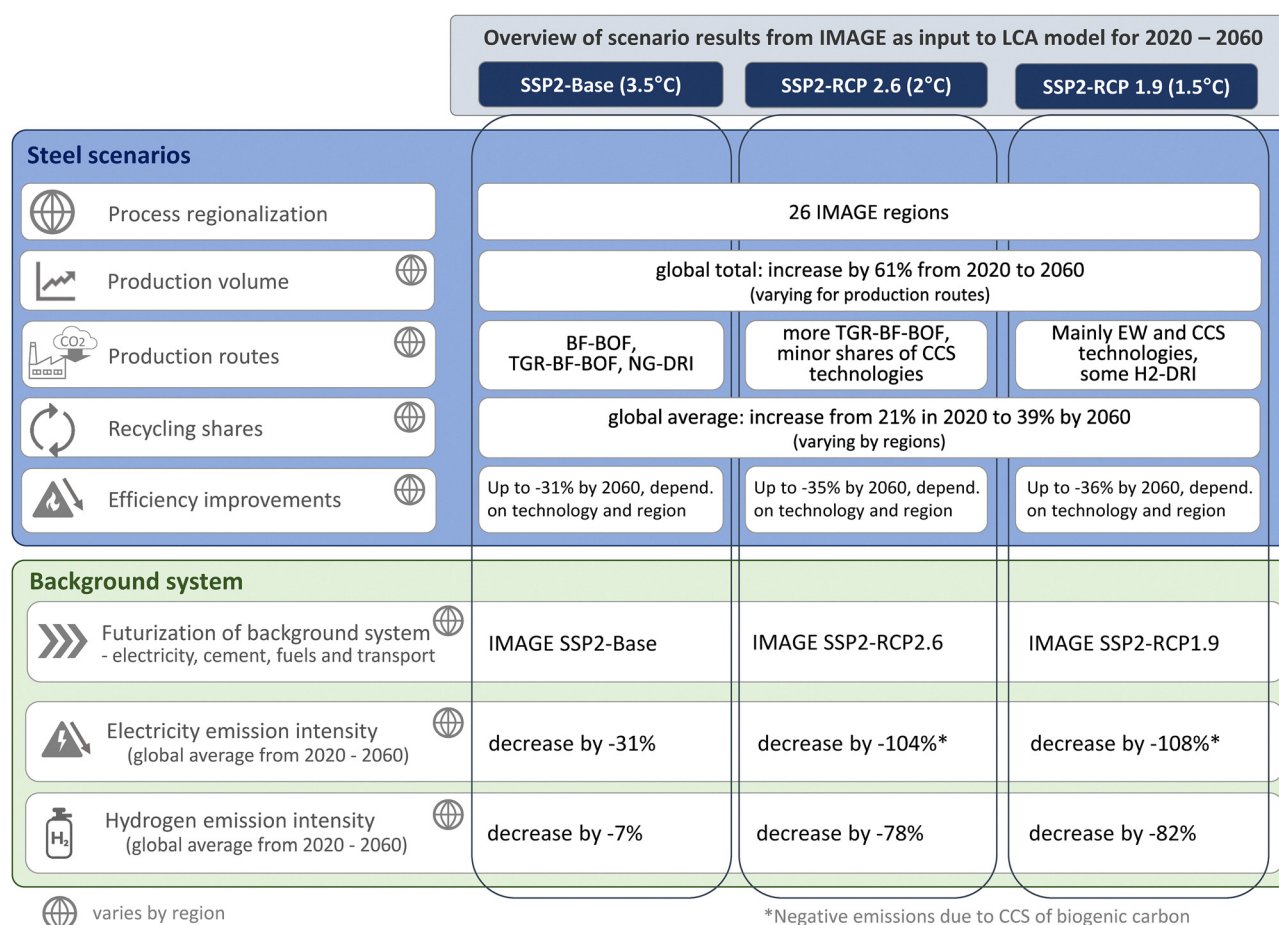 Overview of scenario results from IMAGE as input to LCA model for 2020 – 2060
SSP2-Base (3.5°C)
SSP2-RCP 2.6 (2°C)
SSP2-RCP 1.9 (1.5°C)
Steel scenarios
Process regionalization
26 IMAGE regions
Production volume
global total: increase by 61% from 2020 to 2060
(varying for production routes)
CO2
Production routes
BF-BOF,
TGR-BF-BOF, NG-DRI
more TGR-BF-BOF,
minor shares of CCS
technologies
Mainly EW and CCS
technologies,
some H2-DRI
Recycling shares
global average: increase from 21% in 2020 to 39% by 2060
(varying by regions)
Efficiency improvements
Up to -31% by 2060, depend.
on technology and region
Up to -35% by 2060, depend.
on technology and region
Up to -36% by 2060, depend.
on technology and region
Background system
Futurization of background system
- electricity, cement, fuels and transport
IMAGE SSP2-Base
IMAGE SSP2-RCP2.6
IMAGE SSP2-RCP1.9
Electricity emission intensity
(global average from 2020 - 2060)
decrease by -31%
decrease by -104%*
decrease by -108%*
H2
Hydrogen emission intensity
(global average from 2020 - 2060)
decrease by -7%
decrease by -78%
decrease by -82%
varies by region
*Negative emissions due to CCS of biogenic carbon